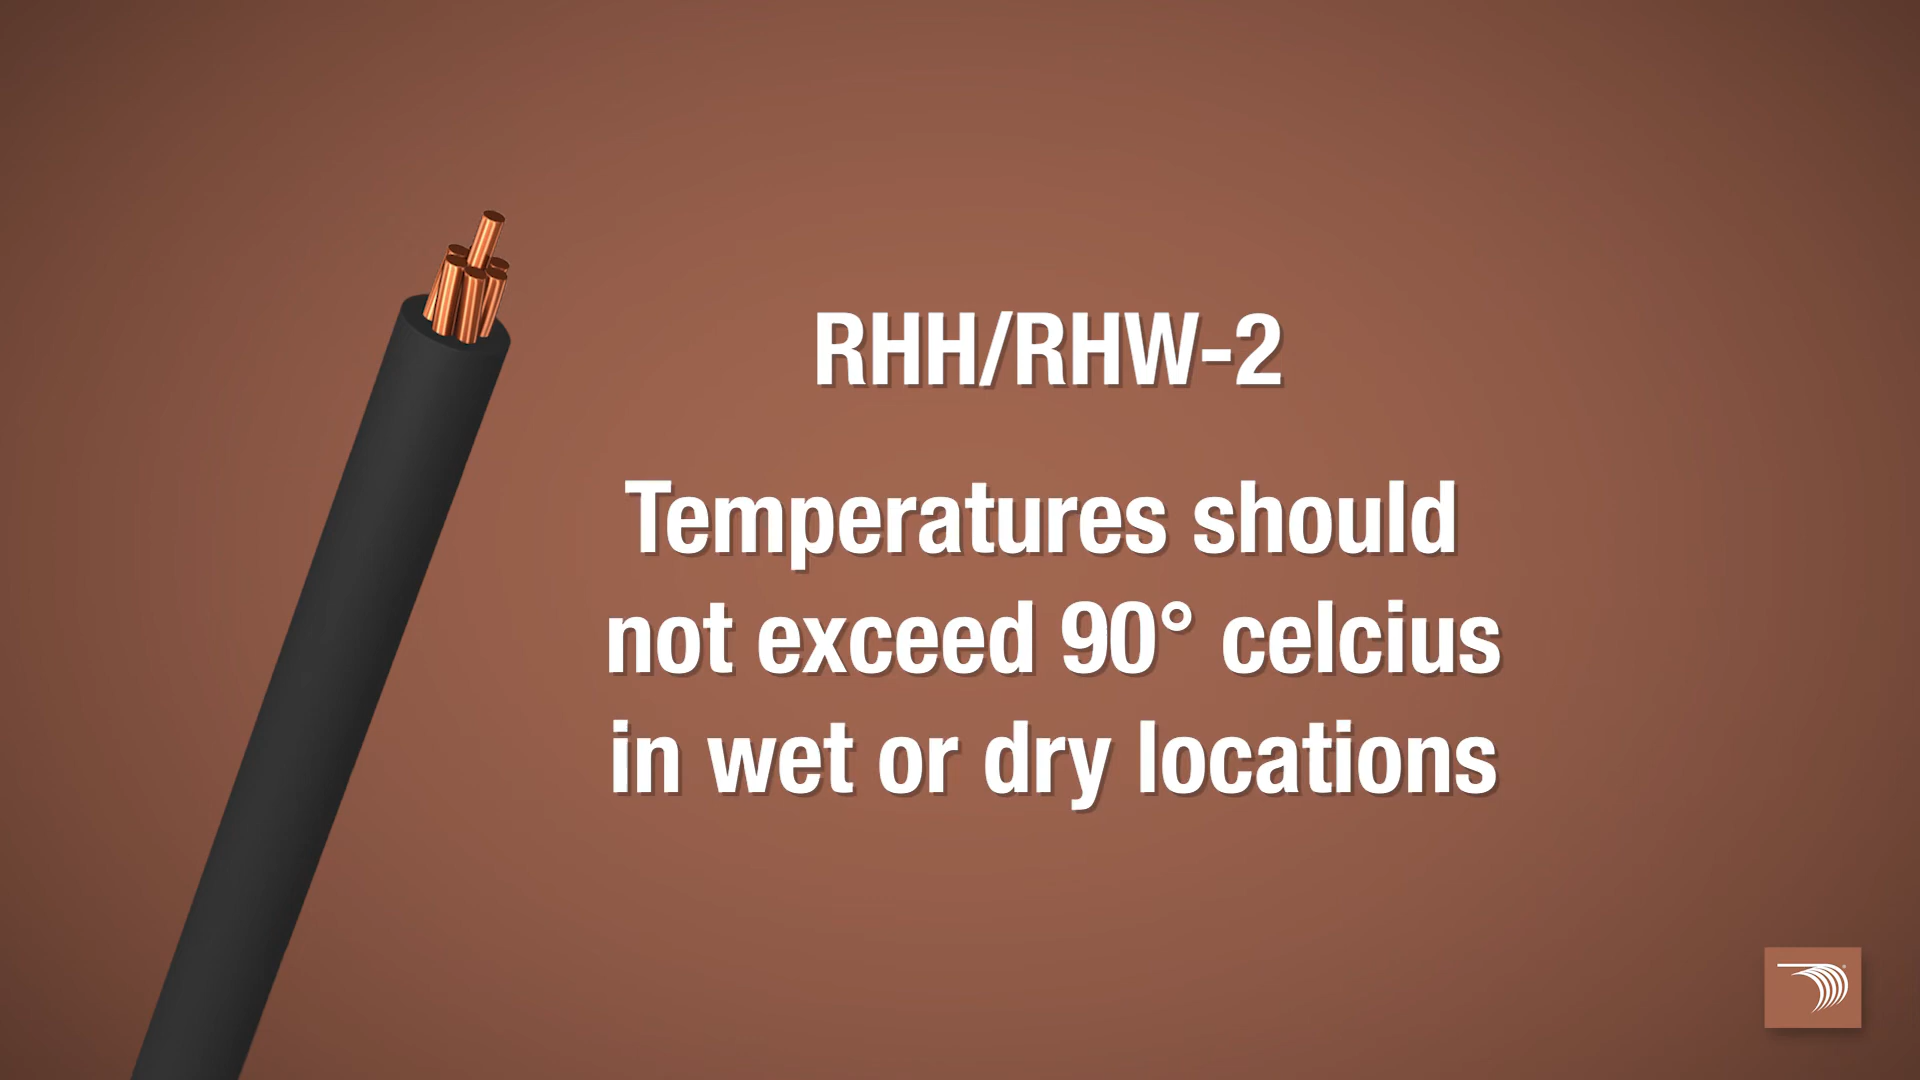 RHH/RHW-2
Temperatures should
not exceed 90° celcius
in wet or dry locations